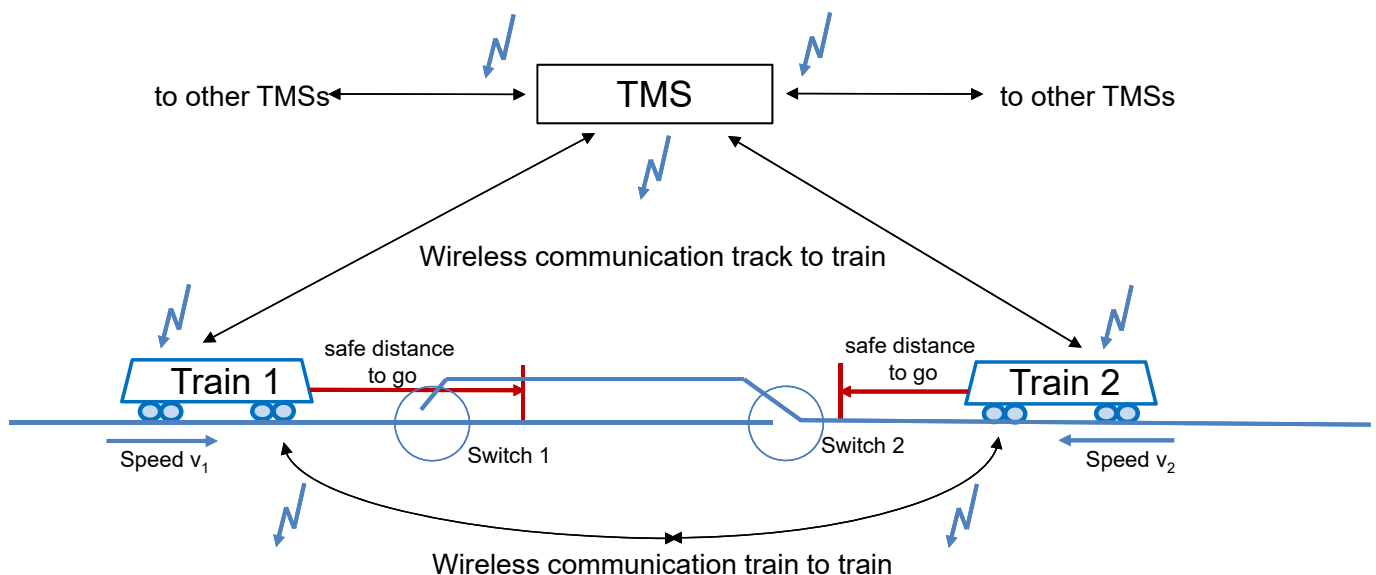 to other TMSs
TMS
to other TMSs
Wireless communication track to train
safe distance
to go
safe distance
to go
Train 1
Train 2
Switch 1
Switch 2
Speed v₁
Speed v₂
Wireless communication train to train